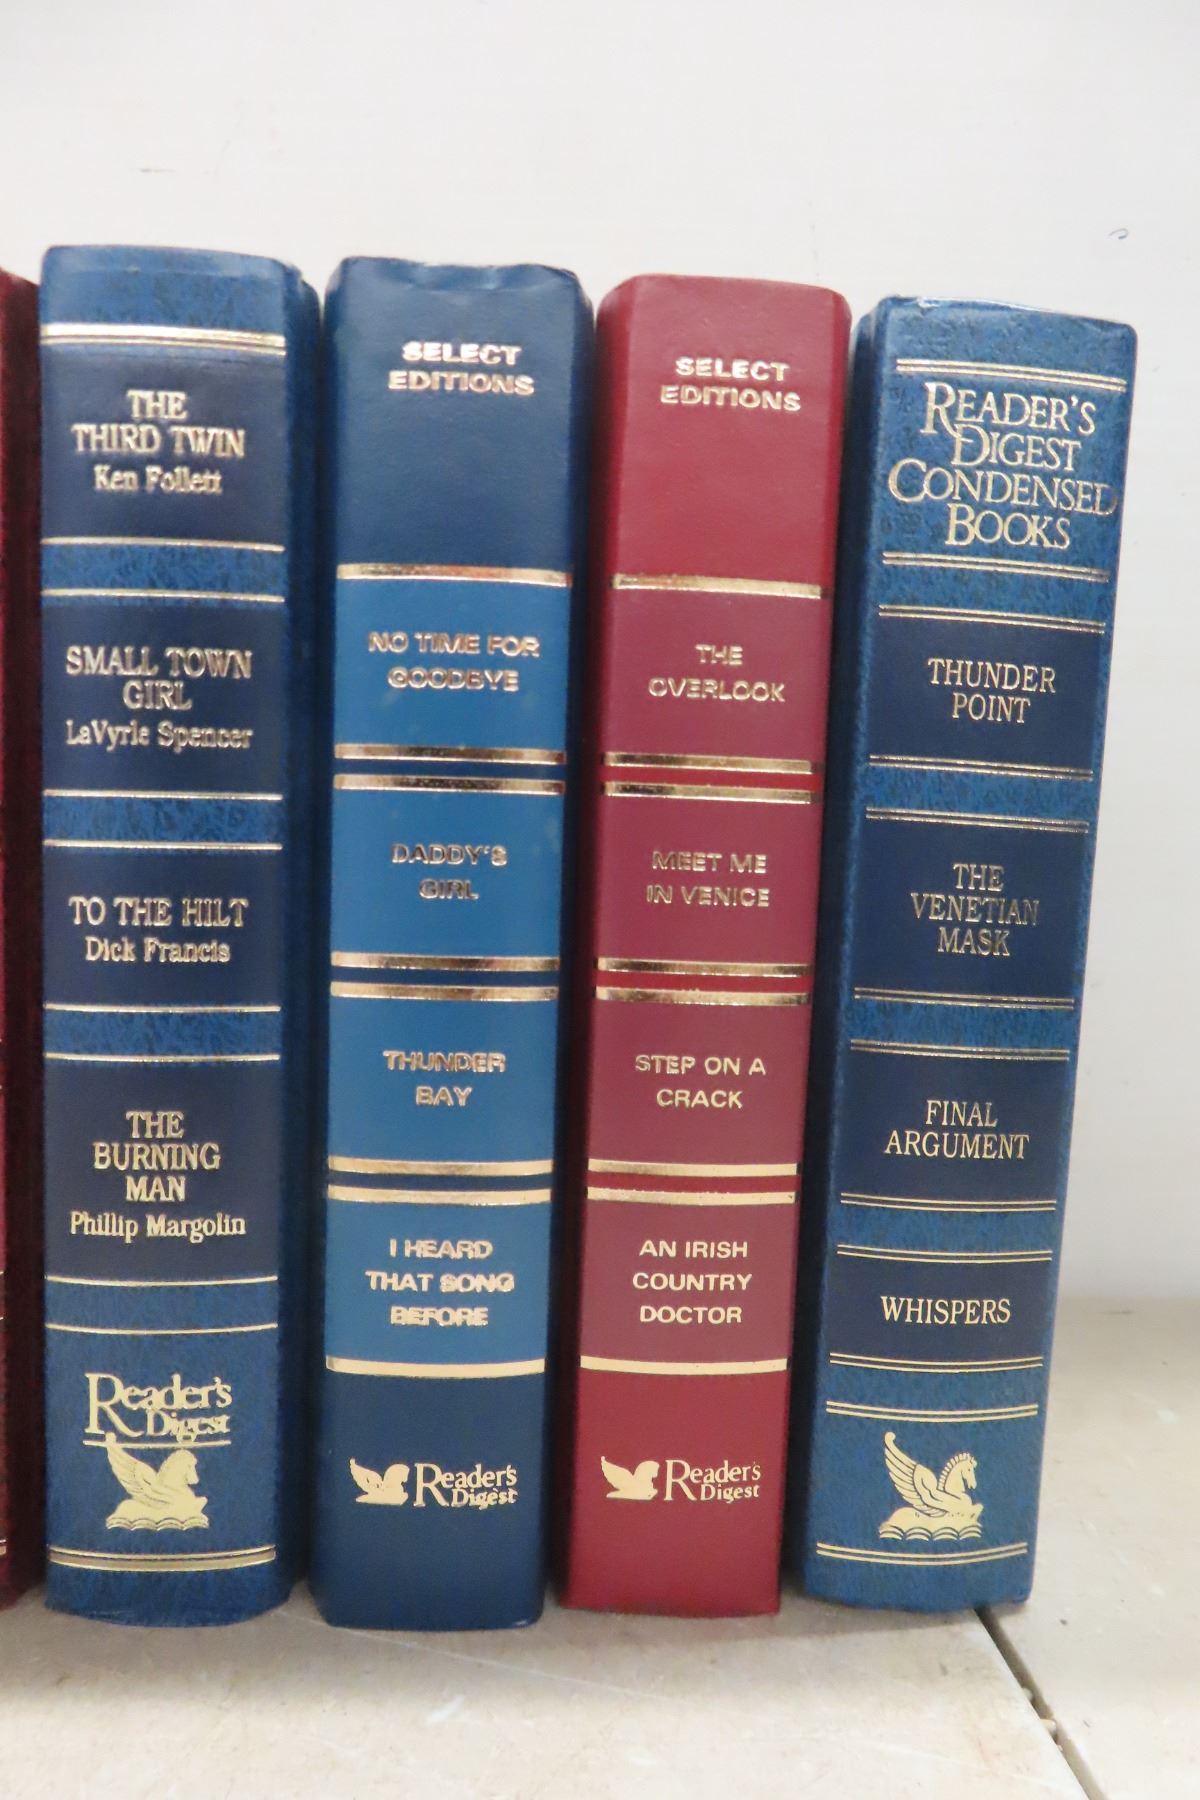 THE
THIRD TWIN
Ken Follett
SMALL TOWN
GIRL
LaVyrle Spencer
TO THE HILT
Dick Francis
THE
BURNING
MAN
Phillip Margolin
Reader's
Digest
SELECT
EDITIONS
NO TIME FOR
GOODBYE
DADDY'S
GIRL
THUNDER
BAY
I HEARD
THAT SONG
BEFORE
Reader's
Digest
SELECT
EDITIONS
THE
OVERLOOK
MEET ME
IN VENICE
STEP ON A
CRACK
AN IRISH
COUNTRY
DOCTOR
Reader's
Digest
READER'S
DIGEST
CONDENSED
BOOKS
THUNDER
POINT
THE
VENETIAN
MASK
FINAL
ARGUMENT
WHISPERS